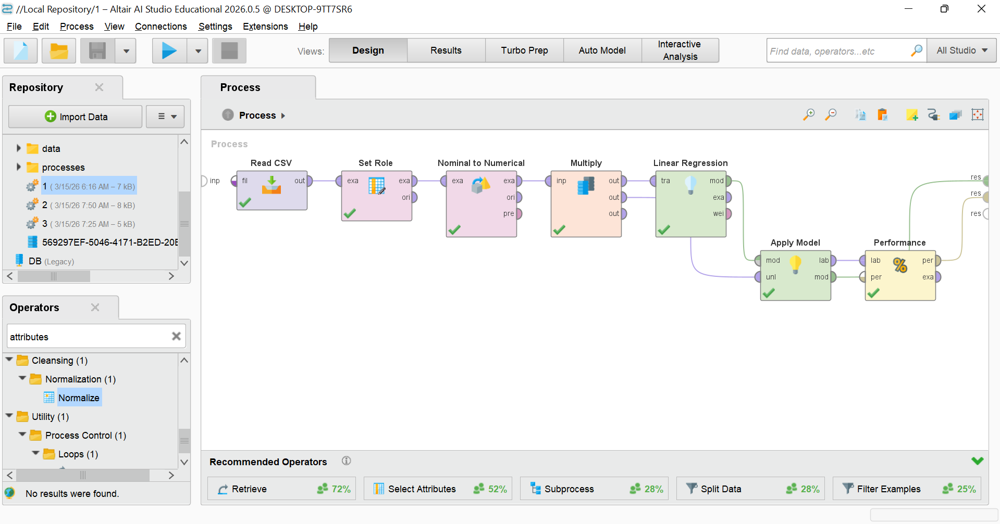 //Local Repository/1 – Altair AI Studio Educational 2026.0.5 @ DESKTOP-9TT7SR6
File Edit Process View Connections Settings Extensions Help
Views: Design Results Turbo Prep Auto Model Interactive Analysis
Find data, operators...etc All Studio
Repository
Import Data
data
processes
1 ( 3/15/26 6:16 AM – 7 kB)
2 ( 3/15/26 7:50 AM – 8 kB)
3 ( 3/15/26 7:25 AM – 5 kB)
569297EF-5046-4171-B2ED-20E
DB (Legacy)
Operators
attributes
Cleansing (1)
Normalization (1)
Normalize
Utility (1)
Process Control (1)
Loops (1)
No results were found.
Process
Process
Process
inp
Read CSV
fil out
Set Role
exa exa
ori
Nominal to Numerical
exa exa
ori
pre
Multiply
inp out
out
out
Linear Regression
tra mod
exa
wei
Apply Model
mod lab
unl mod
Performance
lab per
per exa
%
res
res
res
Recommended Operators
Retrieve 72%
Select Attributes 52%
Subprocess 28%
Split Data 28%
Filter Examples 25%